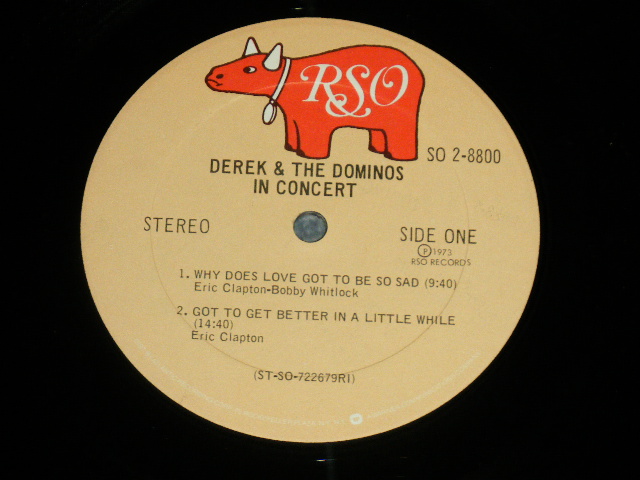 RSO
SO 2-8800
DEREK & THE DOMINOS
IN CONCERT
STEREO
SIDE ONE
℗ 1973
RSO RECORDS
1. WHY DOES LOVE GOT TO BE SO SAD (9:40)
Eric Clapton-Bobby Whitlock
2. GOT TO GET BETTER IN A LITTLE WHILE
(14:40)
Eric Clapton
(ST-SO-722679RI)